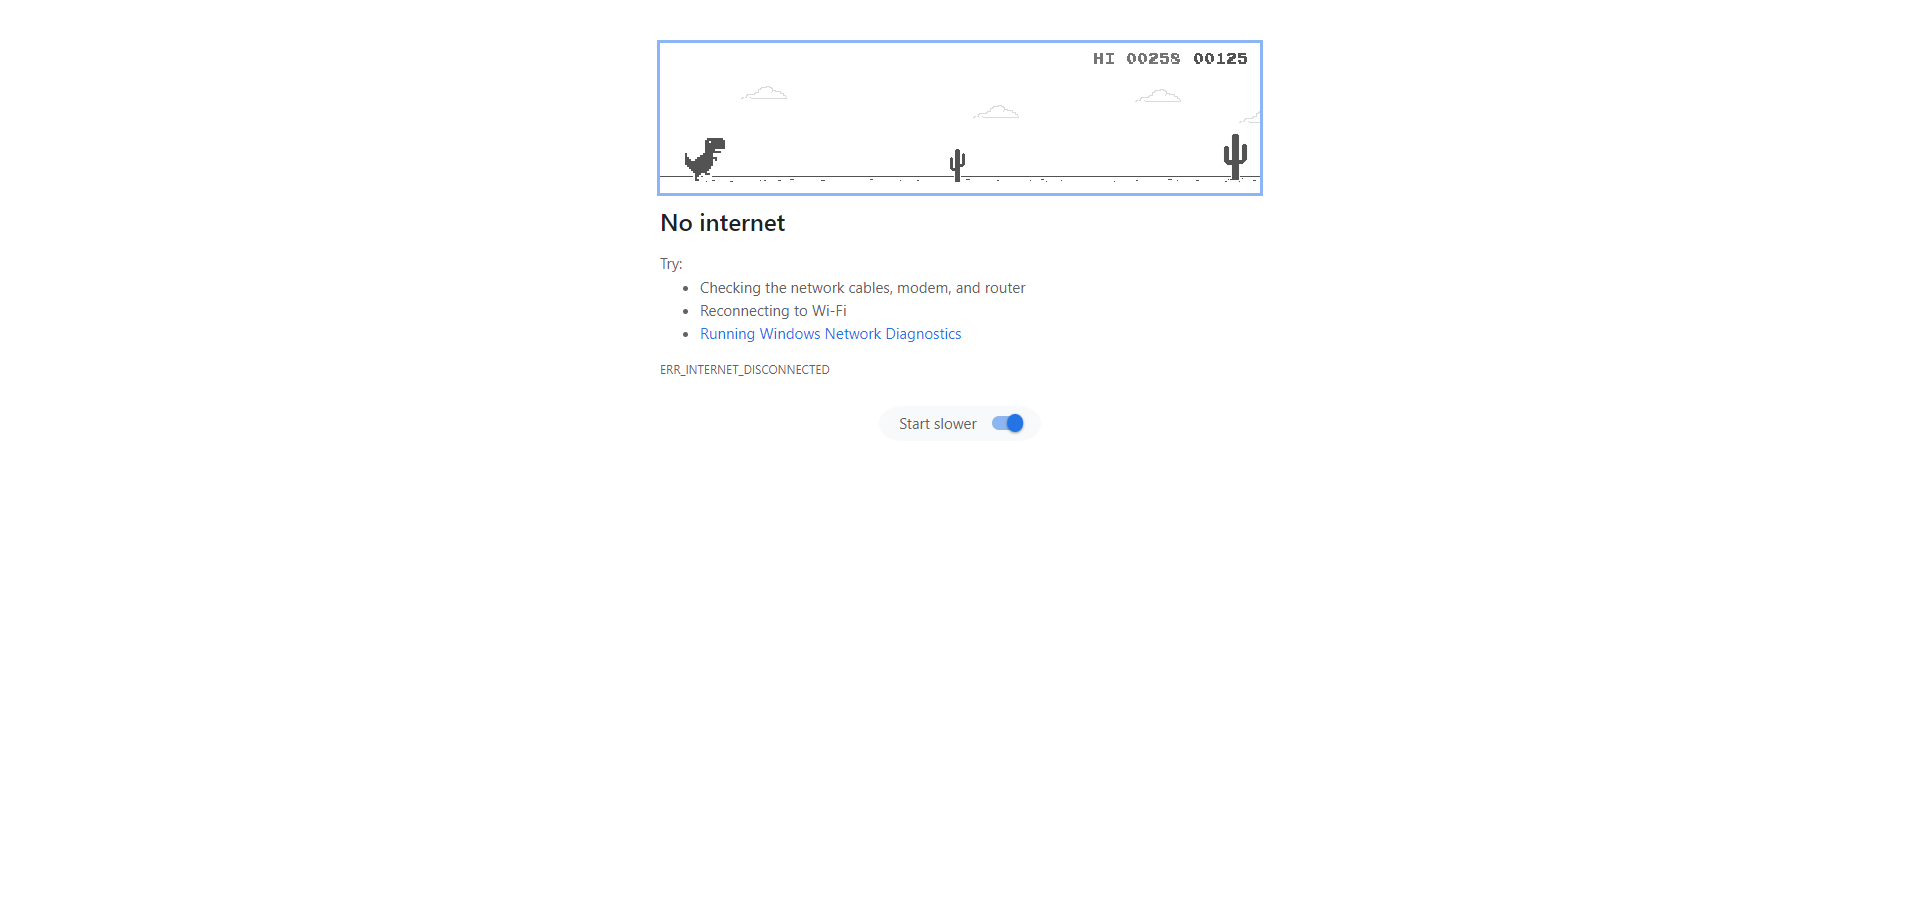 HI 00258 00125
No internet
Try:
Checking the network cables, modem, and router
Reconnecting to Wi-Fi
Running Windows Network Diagnostics
ERR_INTERNET_DISCONNECTED
Start slower